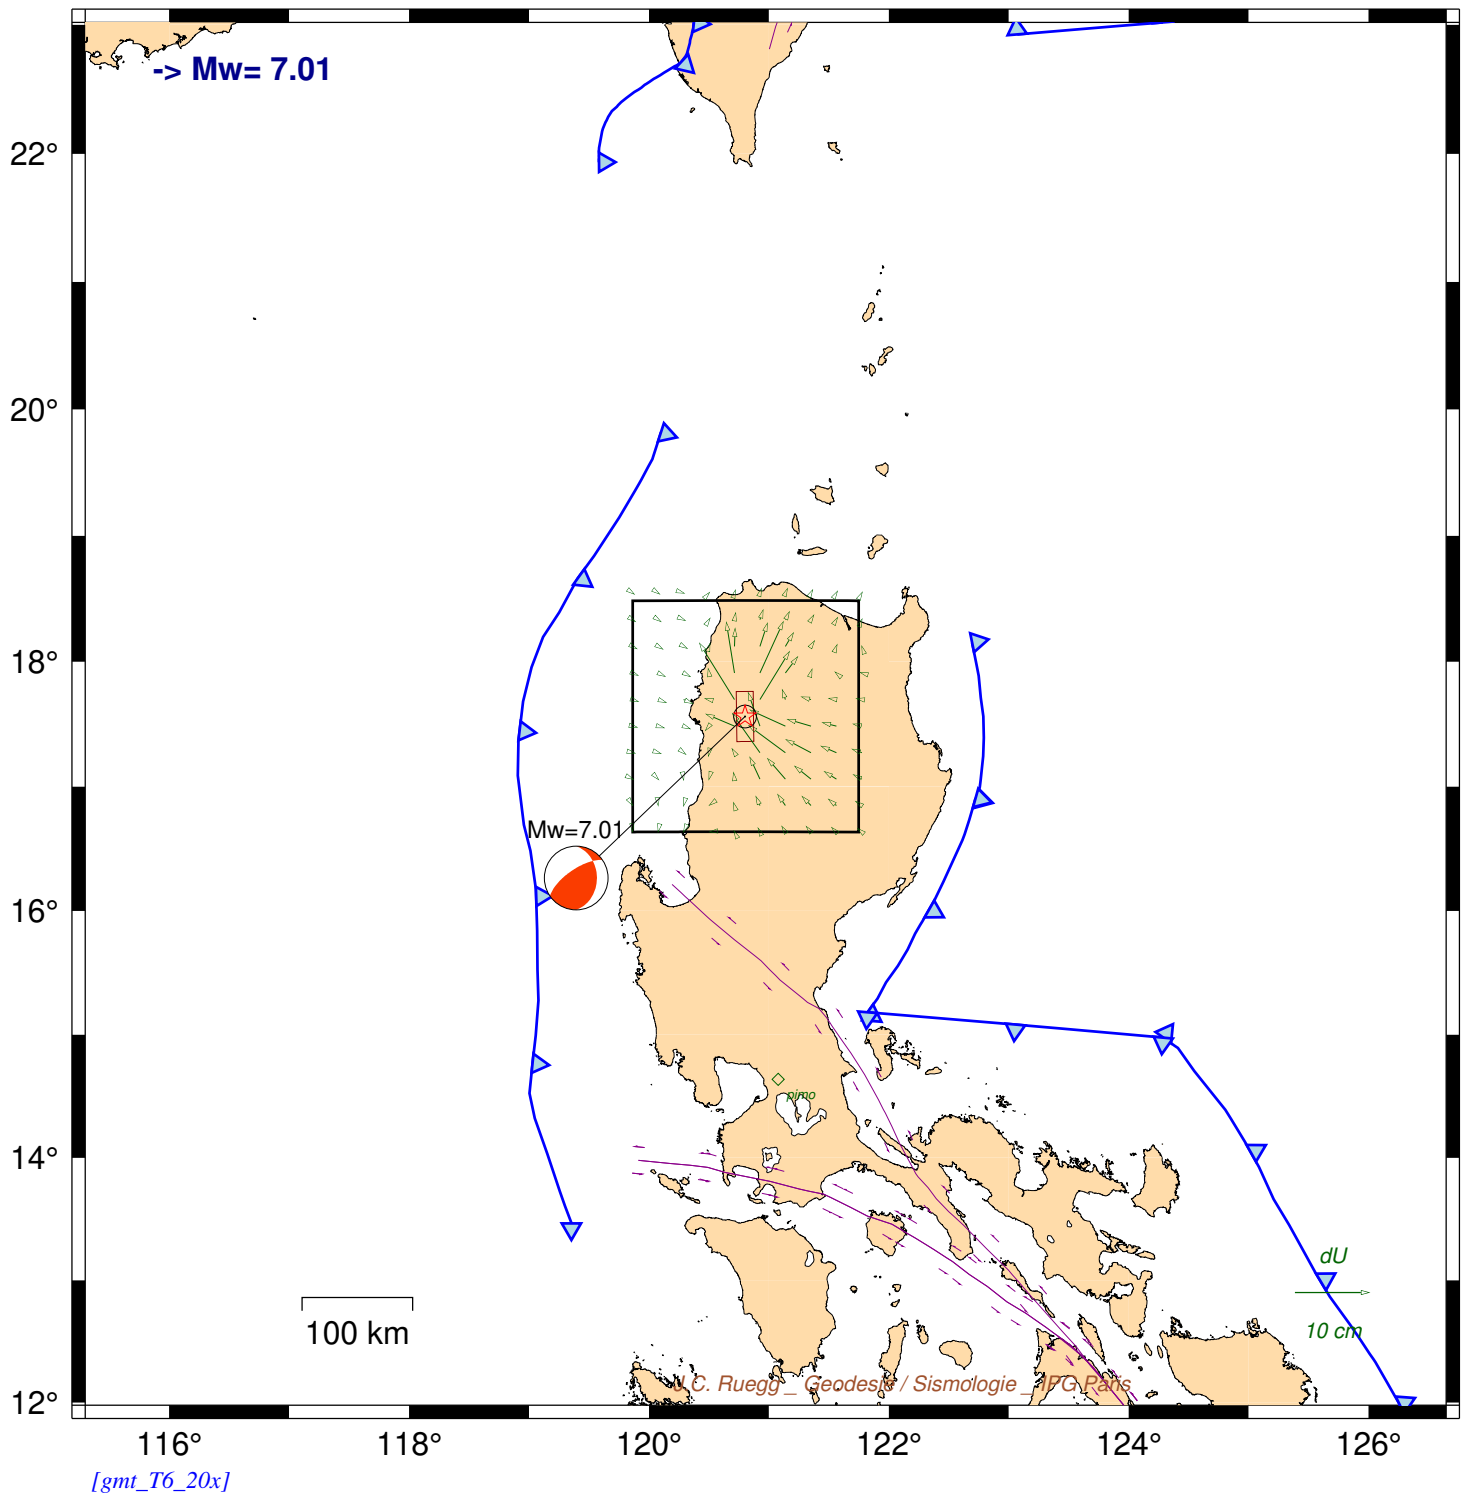 -> Mw= 7.01
22°
20°
18°
16°
14°
12°
Mw=7.01
pimo
dU
10 cm
100 km
J.C. Ruegg _ Geodesie / Sismologie _ IPG Paris
116°
118°
120°
122°
124°
126°
[gmt_T6_20x]